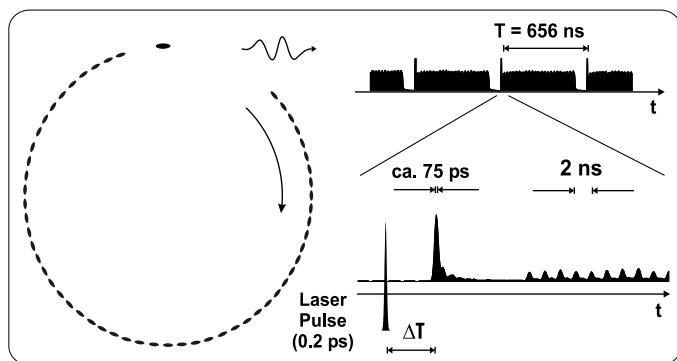 T = 656 ns
t
ca. 75 ps
2 ns
t
Laser
Pulse
(0.2 ps)
ΔT